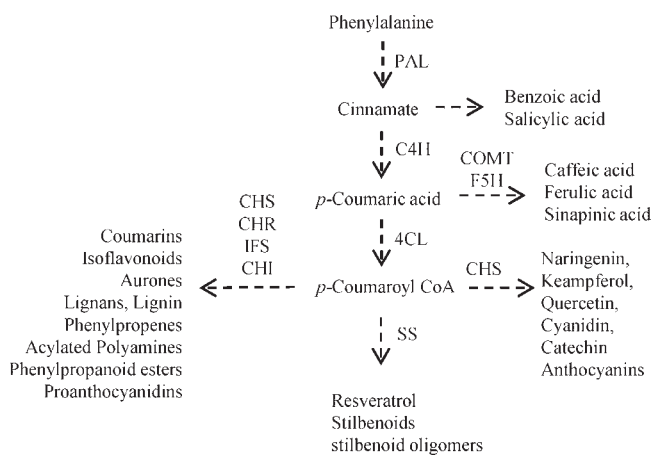 Phenylalanine
PAL
Cinnamate
Benzoic acid
Salicylic acid
C4H
COMT
F5H
p-Coumaric acid
Caffeic acid
Ferulic acid
Sinapinic acid
CHS
CHR
IFS
CHI
4CL
Coumarins
Isoflavonoids
Aurones
Lignans, Lignin
Phenylpropenes
Acylated Polyamines
Phenylpropanoid esters
Proanthocyanidins
p-Coumaroyl CoA
CHS
Naringenin,
Keampferol,
Quercetin,
Cyanidin,
Catechin
Anthocyanins
SS
Resveratrol
Stilbenoids
stilbenoid oligomers